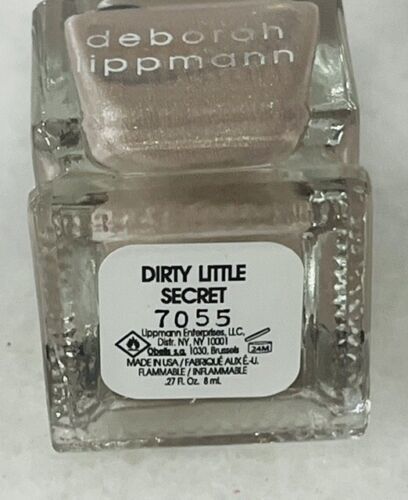 deborah
lippmann
DIRTY LITTLE
SECRET
7055
Lippmann Enterprises, LLC,
Distr. NY, NY 10001
Obelis s.a. 1030, Brussels
24M
MADE IN USA / FABRIQUÉ AUX É.-U.
FLAMMABLE / INFLAMMABLE
.27 Fl. Oz. 8 mL